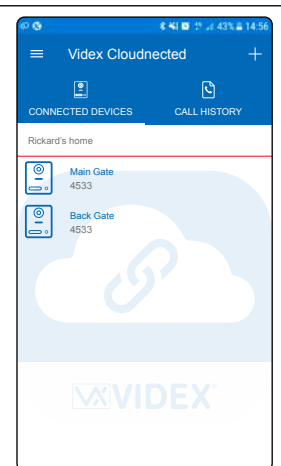 43% 14:56
Videx Cloudnected
CONNECTED DEVICES
CALL HISTORY
Rickard's home
Main Gate
4533
Back Gate
4533
VIDEX